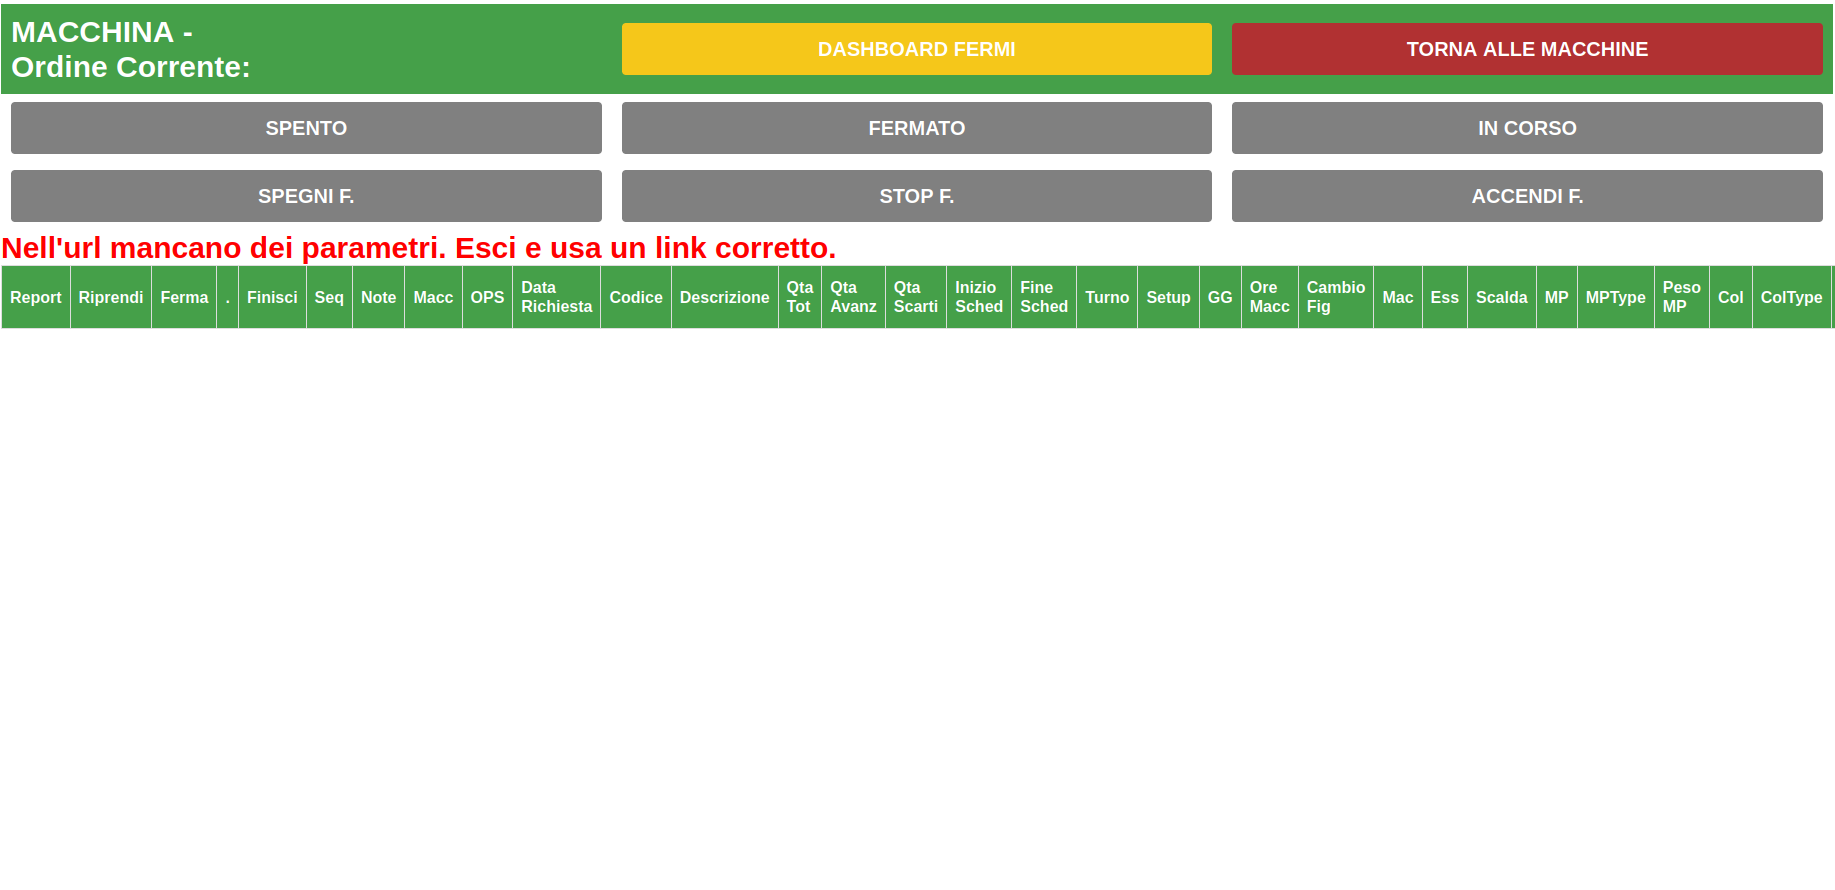 MACCHINA -
Ordine Corrente:
DASHBOARD FERMI
TORNA ALLE MACCHINE
SPENTO
FERMATO
IN CORSO
SPEGNI F.
STOP F.
ACCENDI F.
Nell'url mancano dei parametri. Esci e usa un link corretto.
Report
Riprendi
Ferma
.
Finisci
Seq
Note
Macc
OPS
Data
Richiesta
Codice
Descrizione
Qta
Tot
Qta
Avanz
Qta
Scarti
Inizio
Sched
Fine
Sched
Turno
Setup
GG
Ore
Macc
Cambio
Fig
Mac
Ess
Scalda
MP
MPType
Peso
MP
Col
ColType